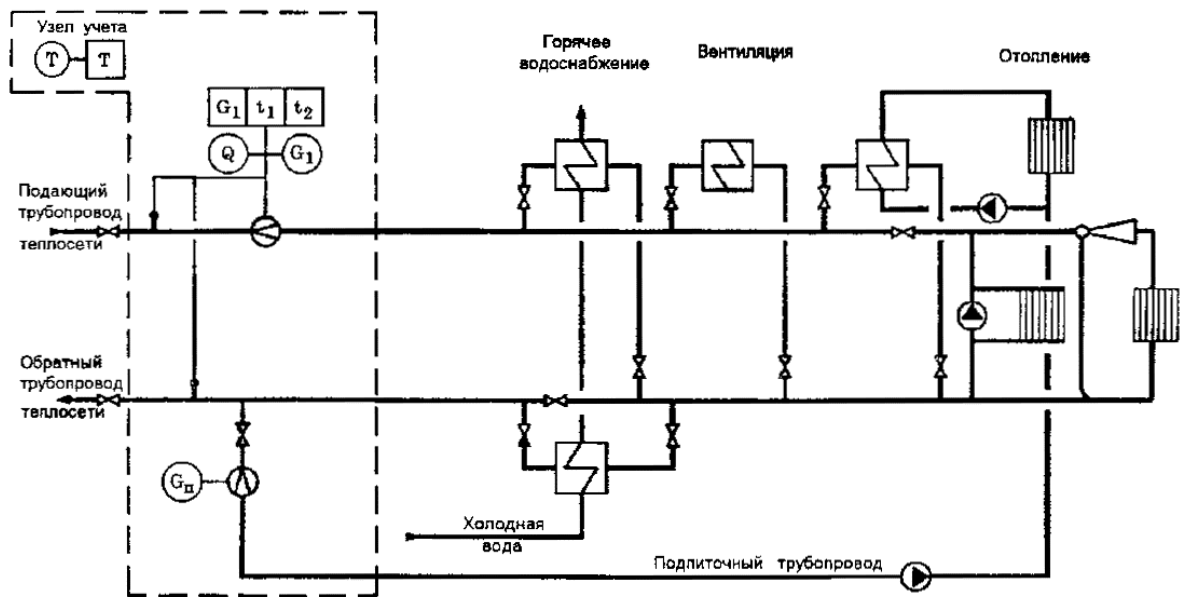 Узел учета
T T
Горячее
водоснабжение
Вентиляция
Отопление
G1 t1 t2
Q G1
Подающий
трубопровод
теплосети
Обратный
трубопровод
теплосети
Gп
Холодная
вода
Подпиточный трубопровод